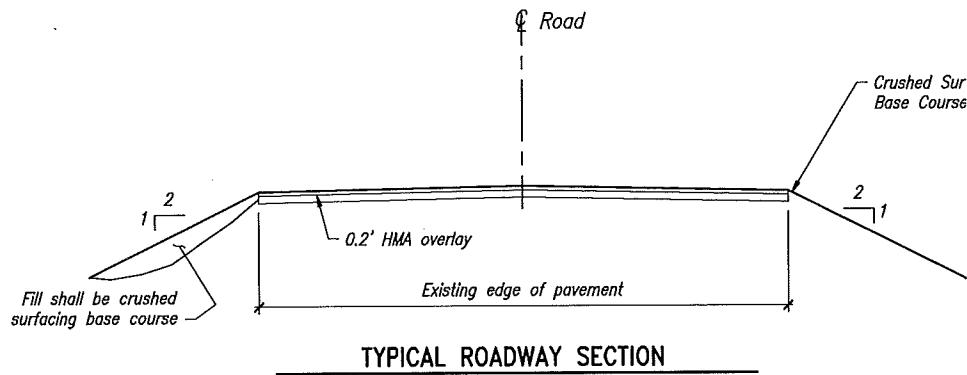 ℄ Road
Crushed Sur
Base Course
2
1
2
1
0.2' HMA overlay
Existing edge of pavement
Fill shall be crushed
surfacing base course
TYPICAL ROADWAY SECTION